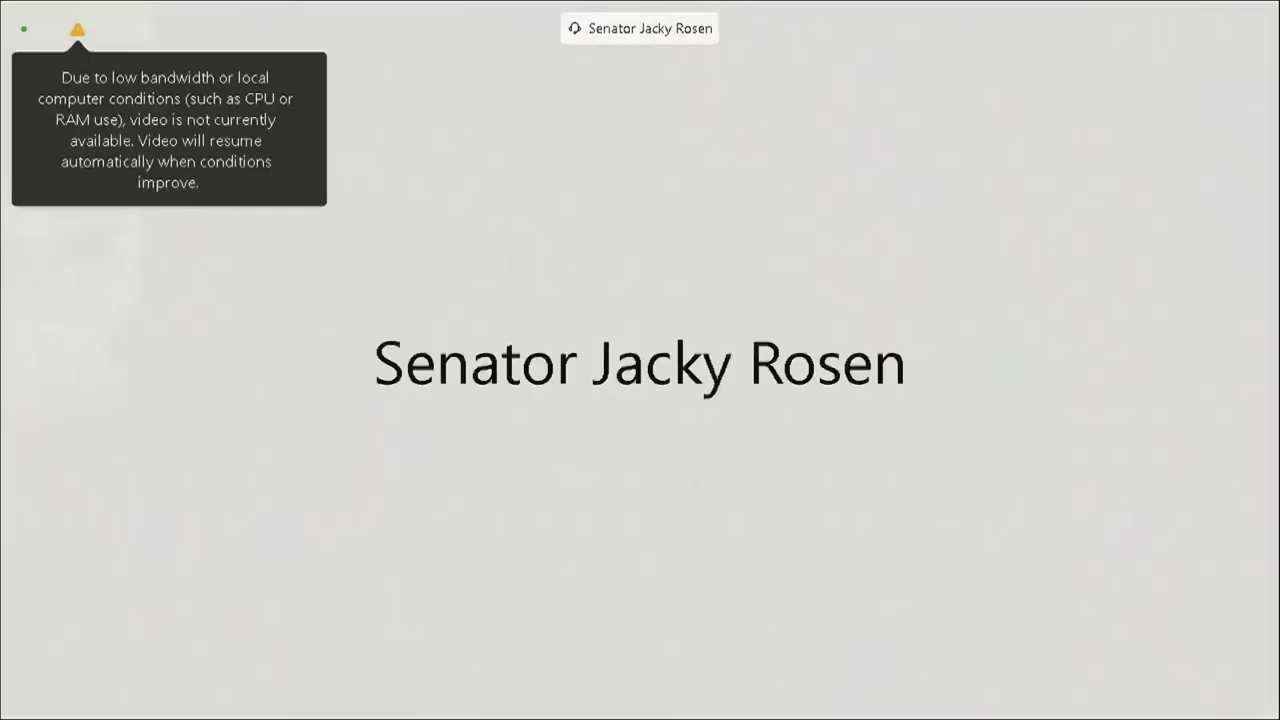 Senator Jacky Rosen
Due to low bandwidth or local
computer conditions (such as CPU or
RAM use), video is not currently
available. Video will resume
automatically when conditions
improve.
Senator Jacky Rosen